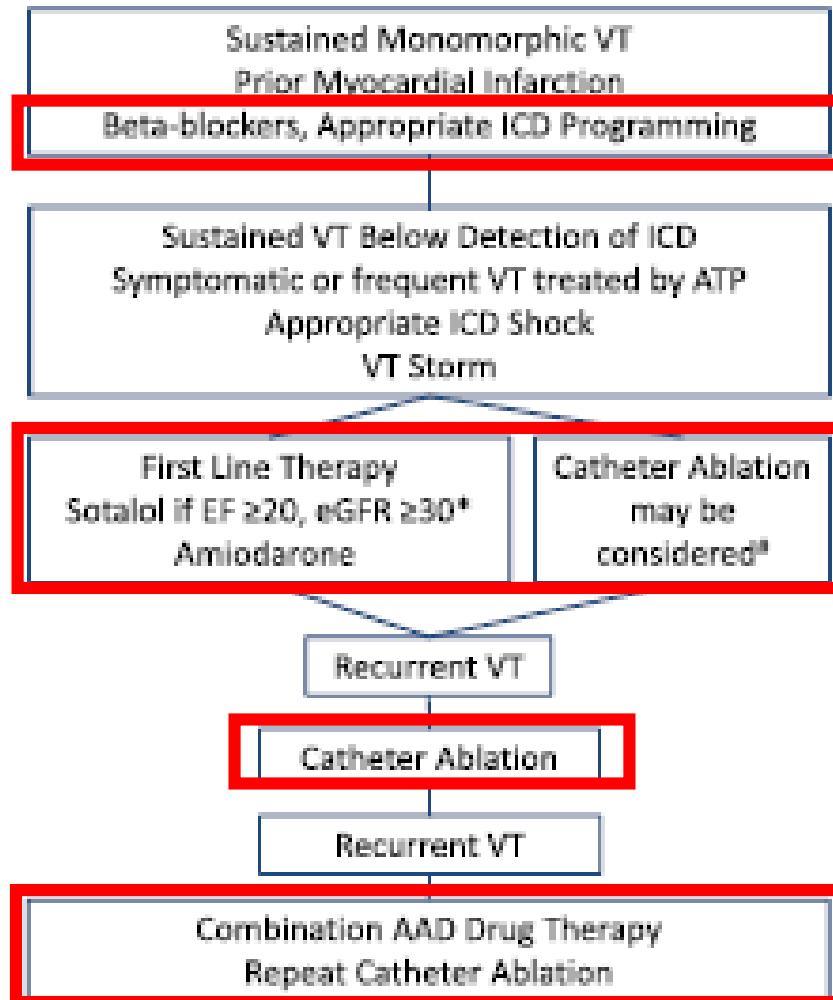 Sustained Monomorphic VT
Prior Myocardial Infarction
Beta-blockers, Appropriate ICD Programming
Sustained VT Below Detection of ICD
Symptomatic or frequent VT treated by ATP
Appropriate ICD Shock
VT Storm
First Line Therapy
Sotalol if EF ≥20, eGFR ≥30*
Amiodarone
Catheter Ablation
may be
considered#
Recurrent VT
Catheter Ablation
Recurrent VT
Combination AAD Drug Therapy
Repeat Catheter Ablation